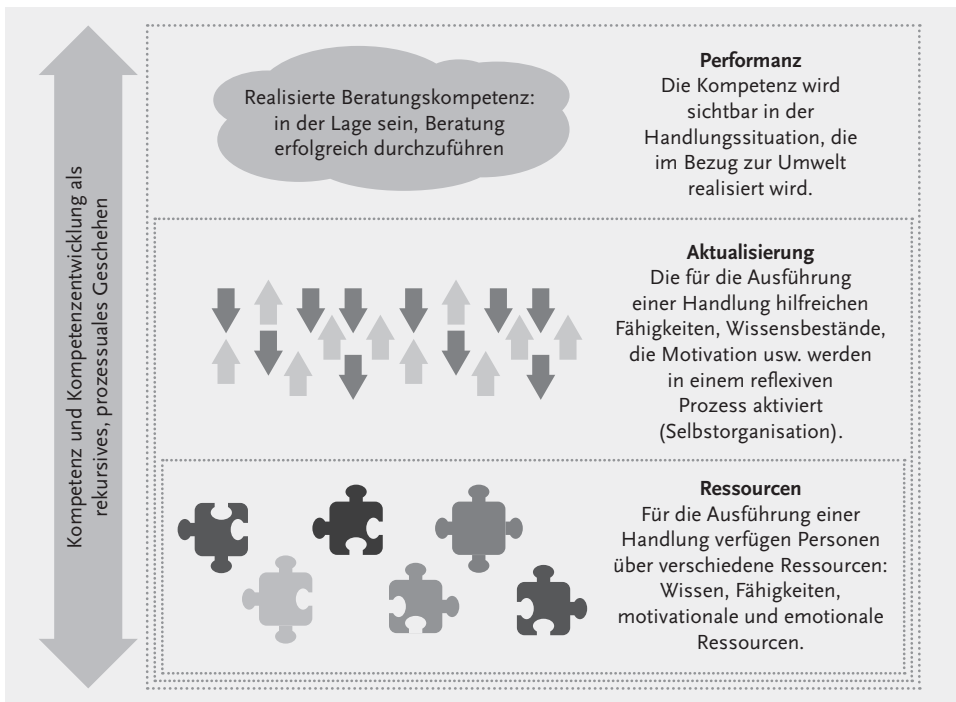 Kompetenz und Kompetenzentwicklung als
rekursives, prozessuales Geschehen
Realisierte Beratungskompetenz:
in der Lage sein, Beratung
erfolgreich durchzuführen
Performanz
Die Kompetenz wird
sichtbar in der
Handlungssituation, die
im Bezug zur Umwelt
realisiert wird.
Aktualisierung
Die für die Ausführung
einer Handlung hilfreichen
Fähigkeiten, Wissensbestände,
die Motivation usw. werden
in einem reflexiven
Prozess aktiviert
(Selbstorganisation).
Ressourcen
Für die Ausführung einer
Handlung verfügen Personen
über verschiedene Ressourcen:
Wissen, Fähigkeiten,
motivationale und emotionale
Ressourcen.